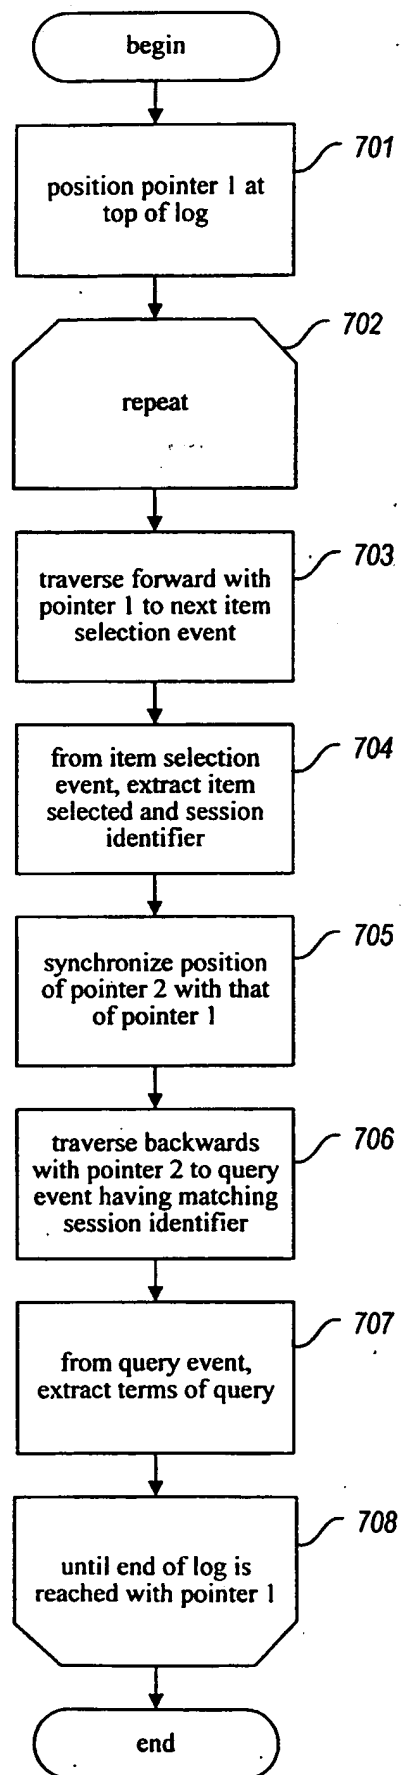 begin
701
position pointer 1 at
top of log
702
repeat
703
traverse forward with
pointer 1 to next item
selection event
704
from item selection
event, extract item
selected and session
identifier
705
synchronize position
of pointer 2 with that
of pointer 1
706
traverse backwards
with pointer 2 to query
event having matching
session identifier
707
from query event,
extract terms of query
708
until end of log is
reached with pointer 1
end